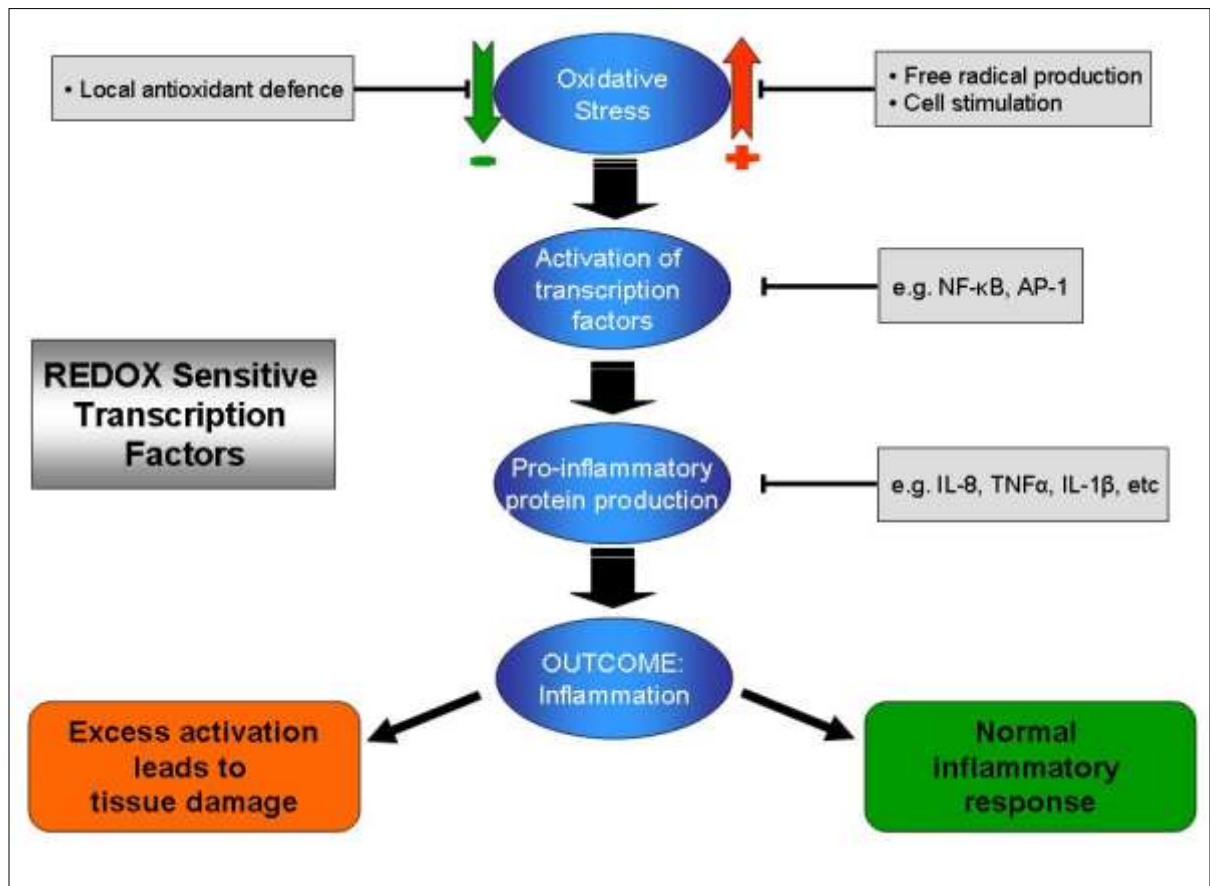 • Local antioxidant defence
Oxidative
Stress
• Free radical production
• Cell stimulation
-
+
Activation of
transcription
factors
e.g. NF-κB, AP-1
REDOX Sensitive
Transcription
Factors
Pro-inflammatory
protein production
e.g. IL-8, TNFα, IL-1β, etc
OUTCOME:
Inflammation
Excess activation
leads to
tissue damage
Normal
inflammatory
response